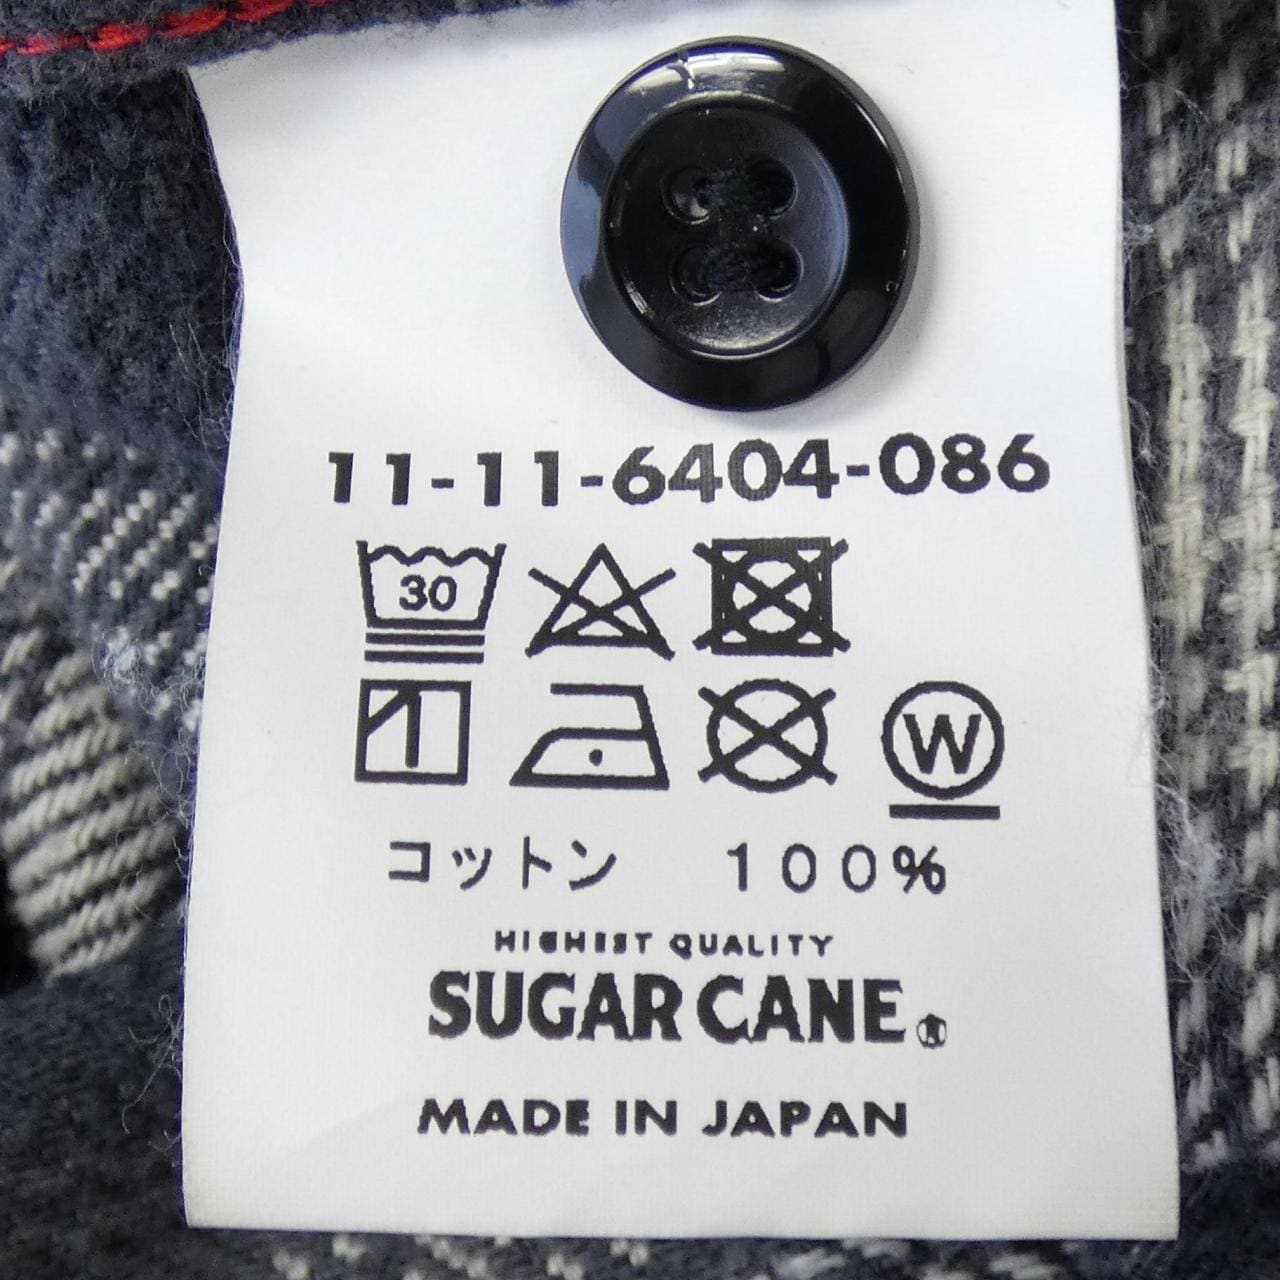 11-11-6404-086
30
W
コットン 100%
HIGHEST QUALITY
SUGAR CANE®
MADE IN JAPAN